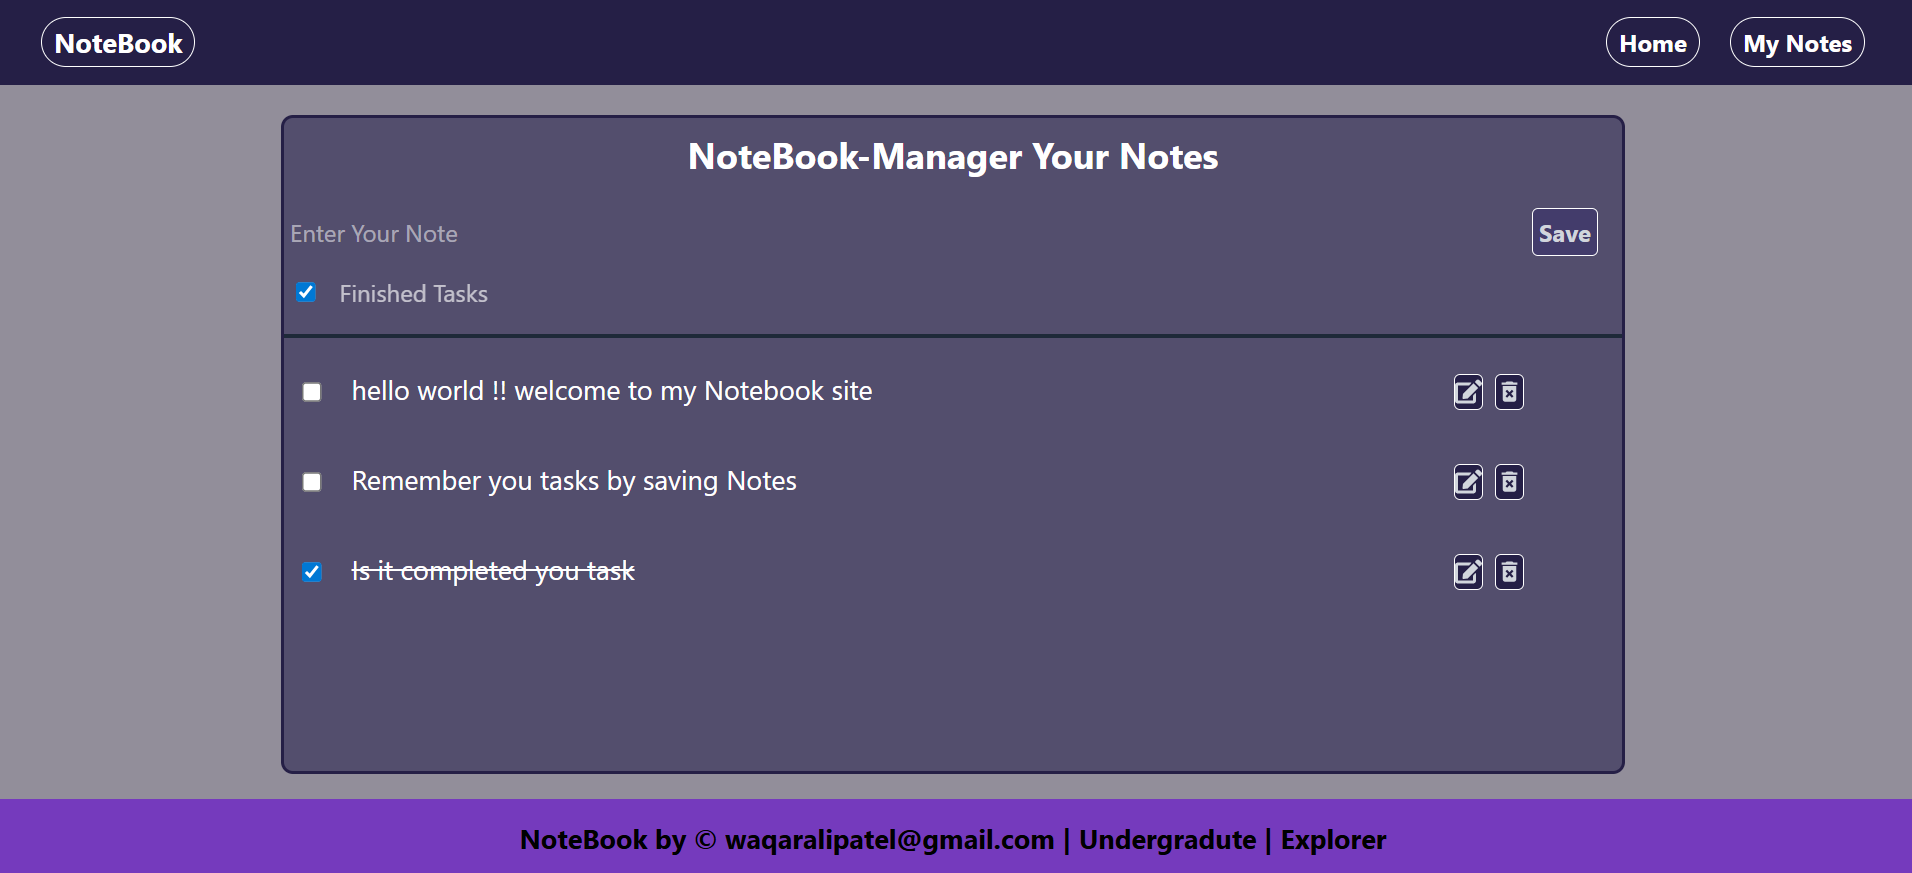 NoteBook
Home
My Notes
NoteBook-Manager Your Notes
Enter Your Note
Save
Finished Tasks
hello world !! welcome to my Notebook site
Remember you tasks by saving Notes
Is it completed you task
NoteBook by © waqaralipatel@gmail.com | Undergradute | Explorer